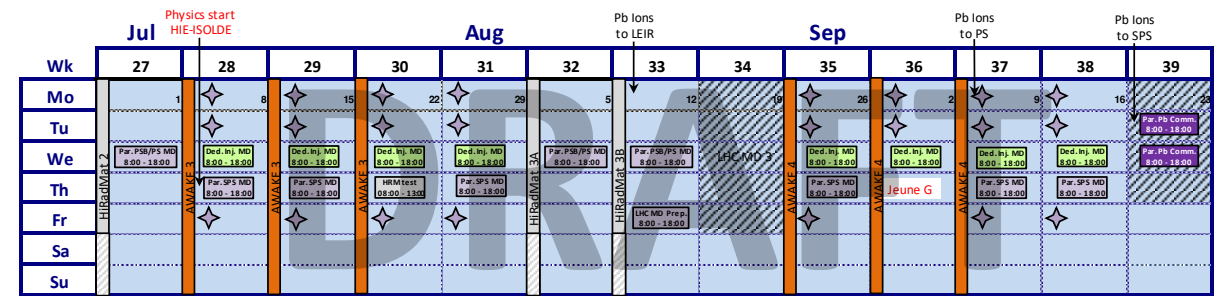 Physics start
HIE-ISOLDE
Pb Ions
to LEIR
Pb Ions
to PS
Pb Ions
to SPS
Jul
Aug
Sep
Wk 27 28 29 30 31 32 33 34 35 36 37 38 39
Mo 1 8 15 22 29 5 12 19 26 2 9 16 23
Tu
Par. Pb Comm.
8:00 - 18:00
We
Par. PSB/PS MD
8:00 - 18:00
Ded. Inj. MD
8:00 - 18:00
Ded. Inj. MD
8:00 - 18:00
Ded. Inj. MD
8:00 - 18:00
Ded. Inj. MD
8:00 - 18:00
Par. PSB/PS MD
8:00 - 18:00
Par. PSB/PS MD
8:00 - 18:00
LHC MD 3
Ded. Inj. MD
8:00 - 18:00
Ded. Inj. MD
8:00 - 18:00
Ded. Inj. MD
8:00 - 18:00
Ded. Inj. MD
8:00 - 18:00
Par. Pb Comm.
8:00 - 18:00
Th
Par. SPS MD
8:00 - 18:00
Par. SPS MD
8:00 - 18:00
HRM test
08:00 - 13:00
Par. SPS MD
8:00 - 18:00
Par. SPS MD
8:00 - 18:00
Jeune G
Par. SPS MD
8:00 - 18:00
Par. SPS MD
8:00 - 18:00
Fr
LHC MD Prep.
8:00 - 18:00
Sa
Su
HiRadMat 2
AWAKE 3
AWAKE 3
AWAKE 3
HiRadMat 3A
HiRadMat 3B
AWAKE 4
AWAKE 4
AWAKE 4
DRAFT